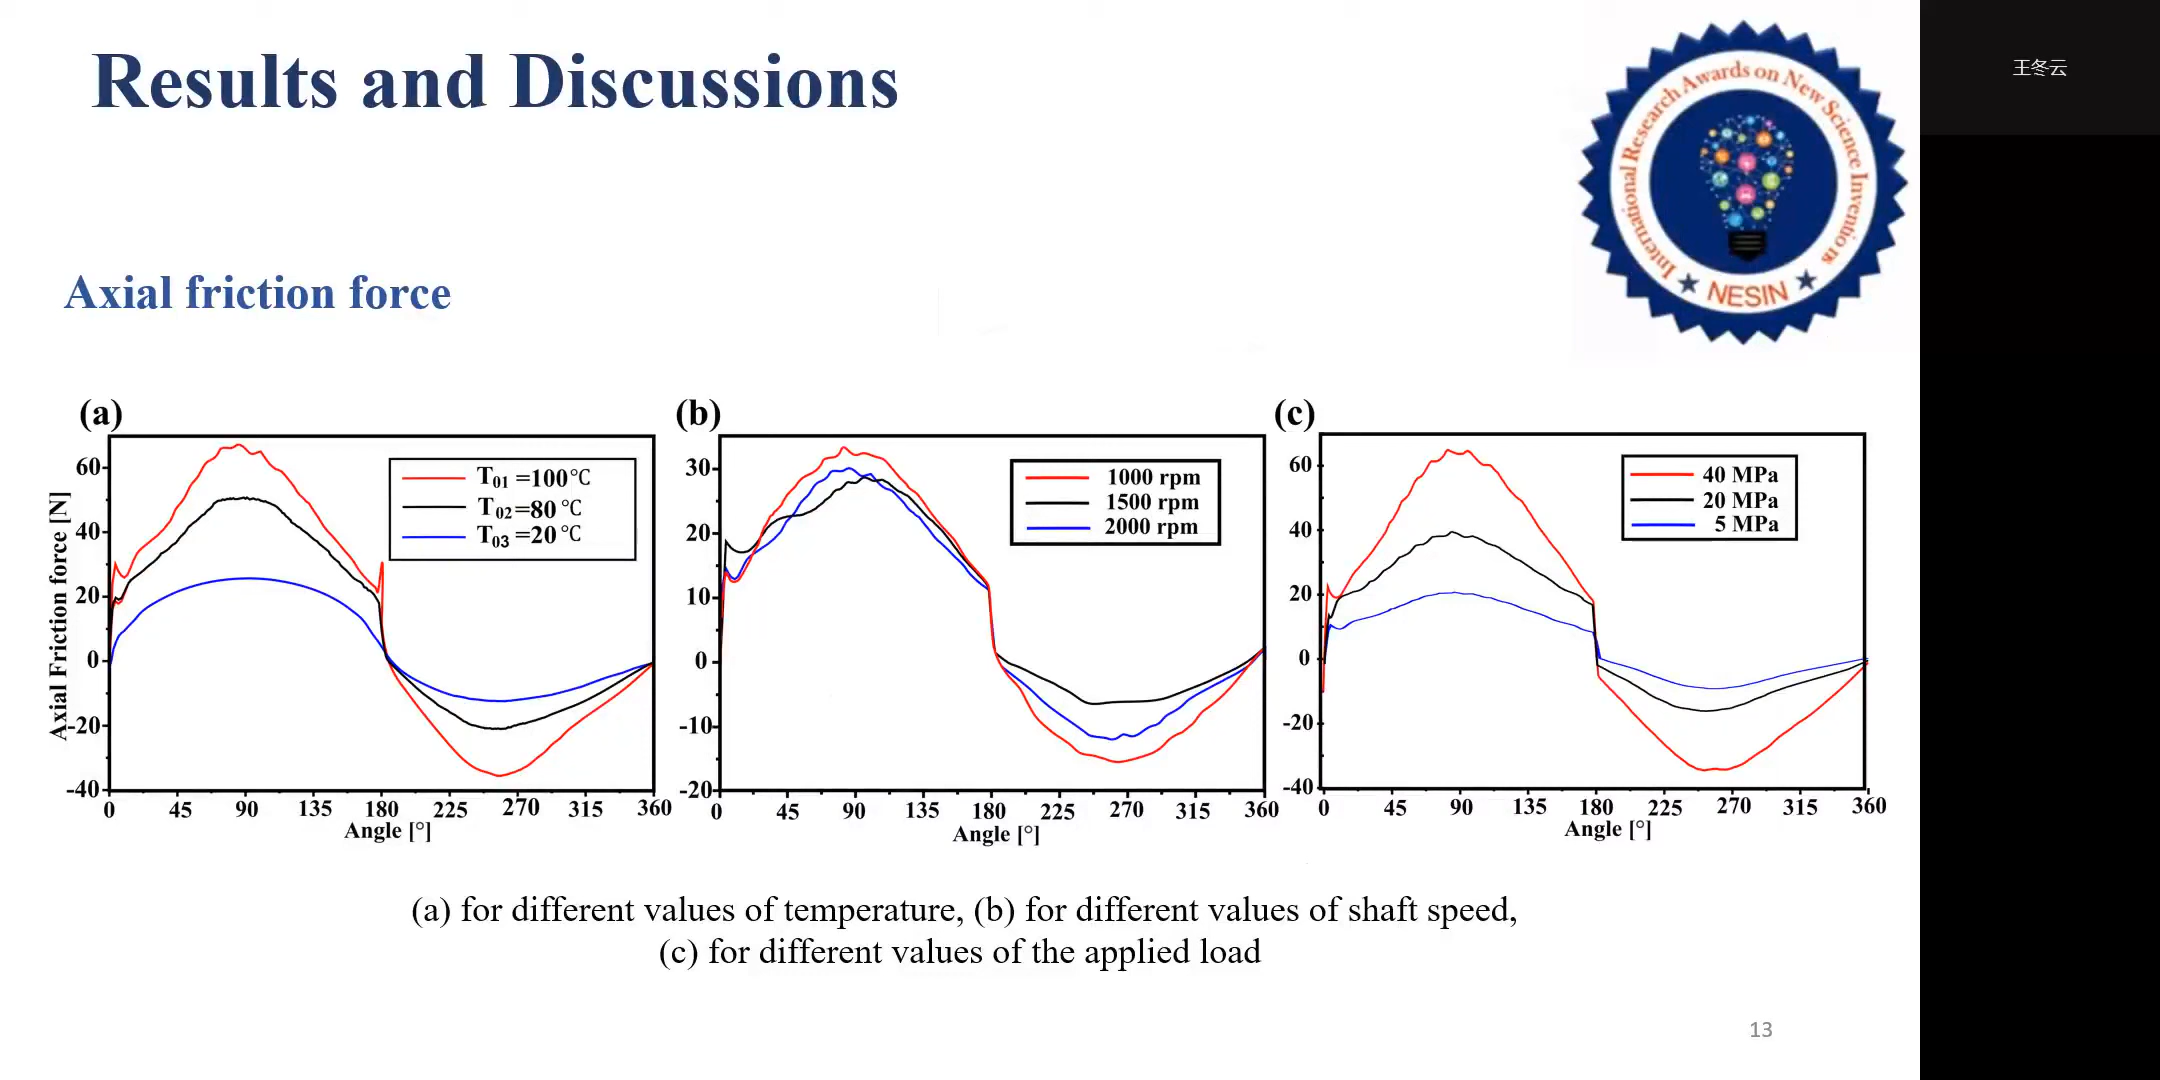 Results and Discussions
王冬云
International Research Awards on New Science Inventions
★ NESIN ★
Axial friction force
(a)
(b)
(c)
Axial Friction force [N]
60
40
20
0
-20
-40
T01 =100℃
T02=80 ℃
T03 =20 ℃
0 45 90 135 180 225 270 315 360
Angle [°]
30
20
10
0
-10
-20
1000 rpm
1500 rpm
2000 rpm
0 45 90 135 180 225 270 315 360
Angle [°]
60
40
20
0
-20
-40
40 MPa
20 MPa
5 MPa
0 45 90 135 180 225 270 315 360
Angle [°]
(a) for different values of temperature, (b) for different values of shaft speed,
(c) for different values of the applied load
13